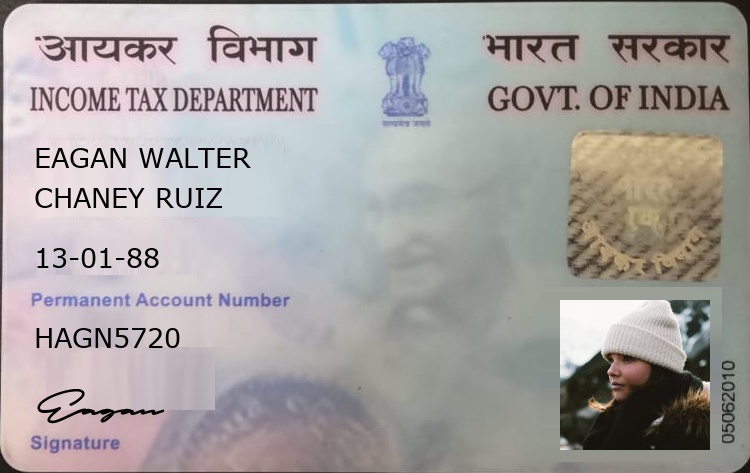 आयकर विभाग
भारत सरकार
INCOME TAX DEPARTMENT
GOVT. OF INDIA
सत्यमेव जयते
EAGAN WALTER
CHANEY RUIZ
13-01-88
Permanent Account Number
HAGN5720
Eagan
Signature
05062010